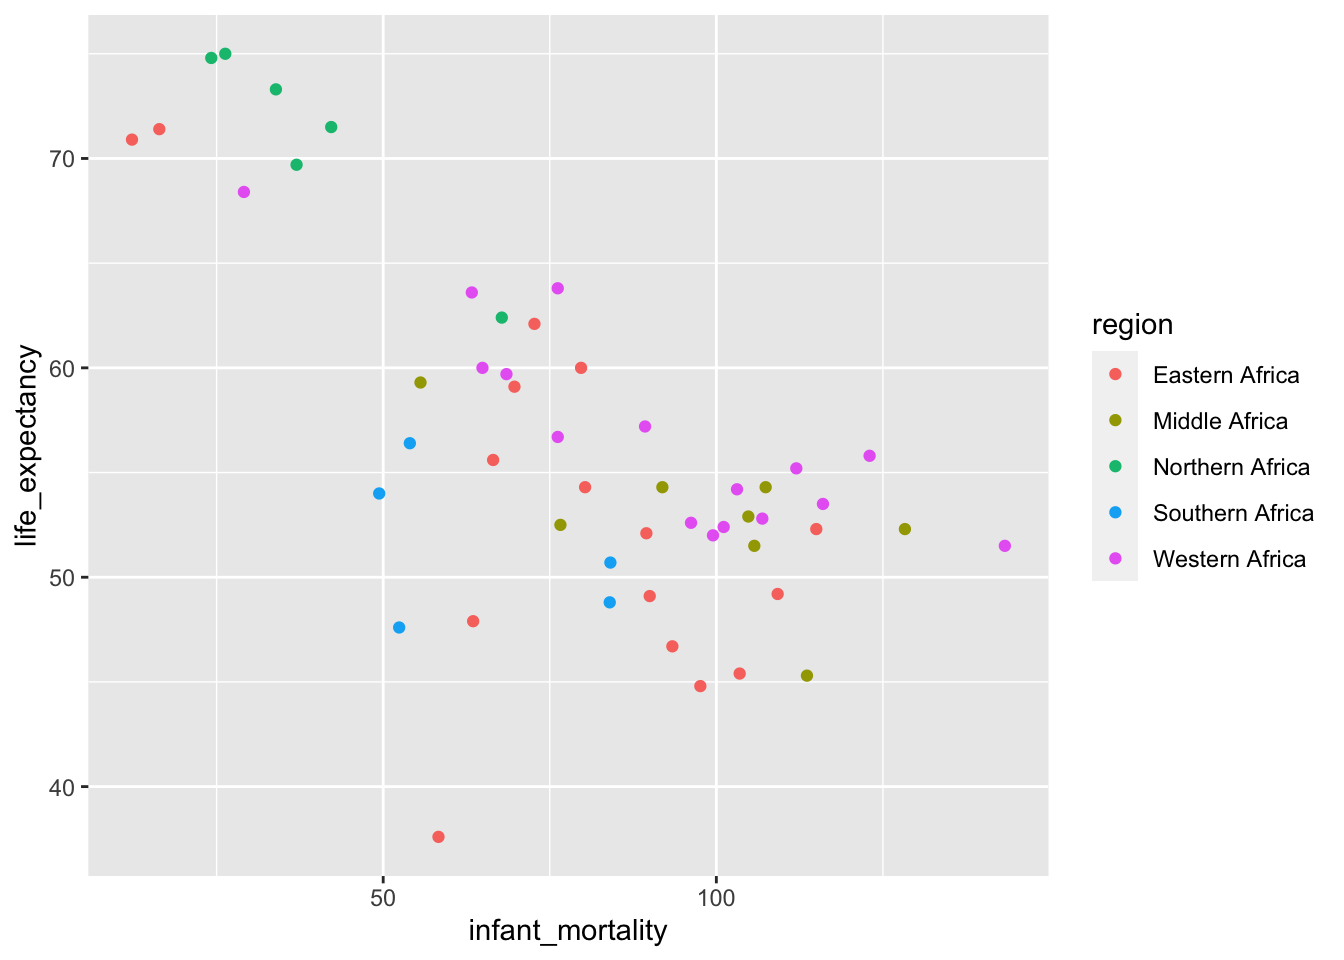 70
60
50
40
life_expectancy
50
100
infant_mortality
region
Eastern Africa
Middle Africa
Northern Africa
Southern Africa
Western Africa